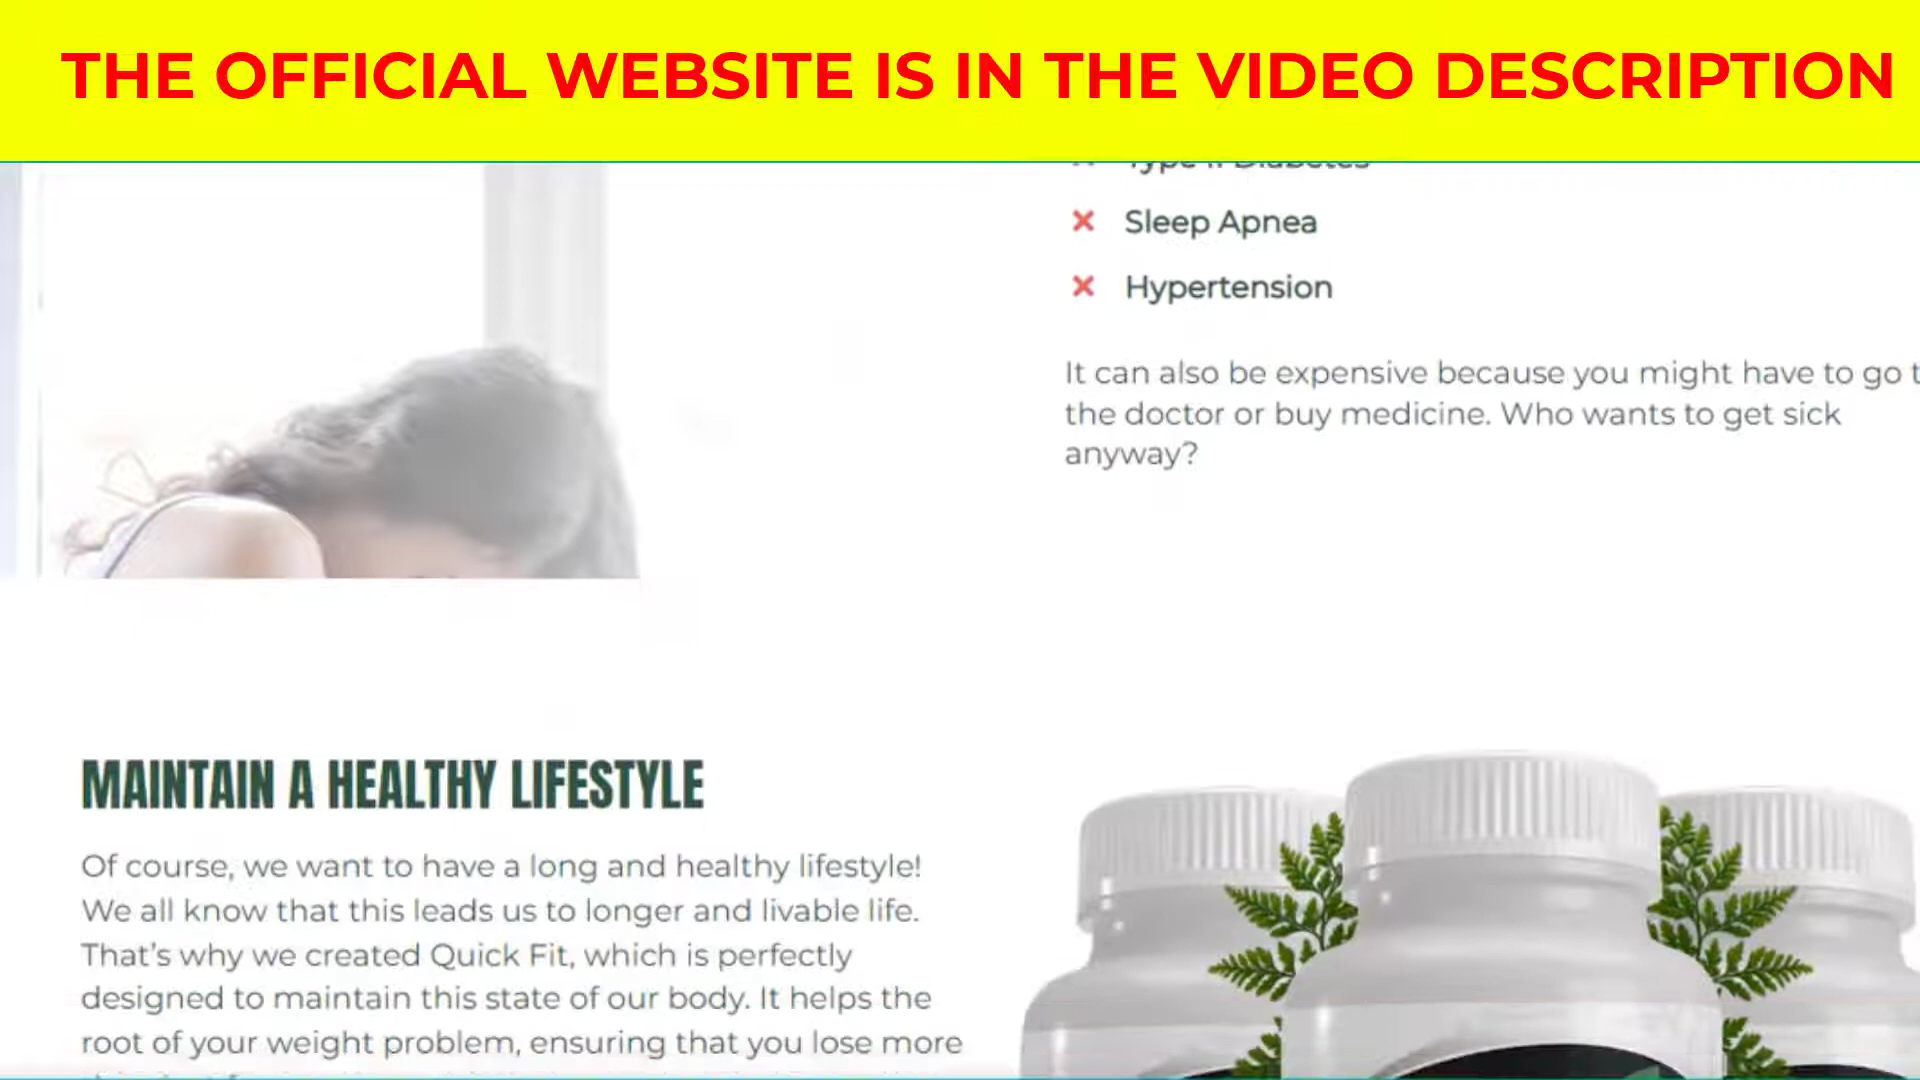 THE OFFICIAL WEBSITE IS IN THE VIDEO DESCRIPTION
Type II Diabetes
Sleep Apnea
Hypertension
It can also be expensive because you might have to go t
the doctor or buy medicine. Who wants to get sick
anyway?
MAINTAIN A HEALTHY LIFESTYLE
Of course, we want to have a long and healthy lifestyle!
We all know that this leads us to longer and livable life.
That's why we created Quick Fit, which is perfectly
designed to maintain this state of our body. It helps the
root of your weight problem, ensuring that you lose more